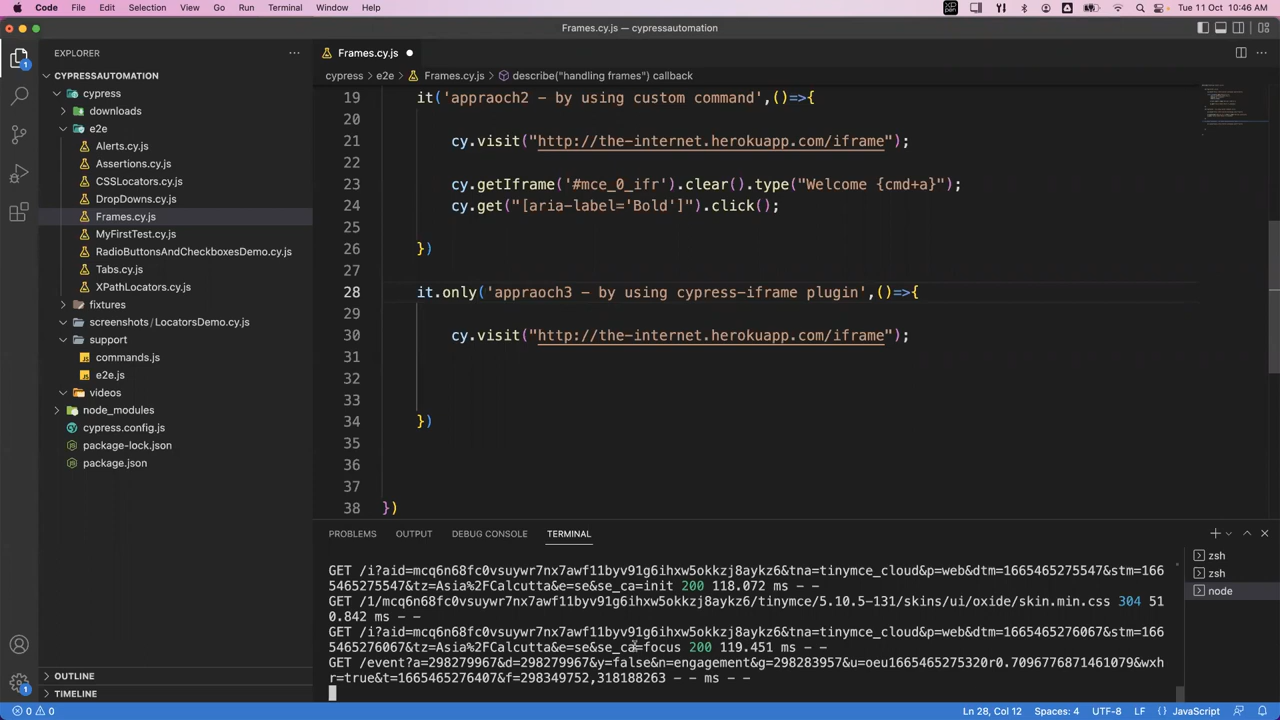 Code File Edit Selection View Go Run Terminal Window Help
Tue 11 Oct 10:46 AM
Frames.cy.js — cypressautomation
EXPLORER
CYPRESSAUTOMATION
cypress
downloads
e2e
Alerts.cy.js
Assertions.cy.js
CSSLocators.cy.js
DropDowns.cy.js
Frames.cy.js
MyFirstTest.cy.js
RadioButtonsAndCheckboxesDemo.cy.js
Tabs.cy.js
XPathLocators.cy.js
fixtures
screenshots / LocatorsDemo.cy.js
support
commands.js
e2e.js
videos
node_modules
cypress.config.js
package-lock.json
package.json
OUTLINE
TIMELINE
1
1
Frames.cy.js
cypress > e2e > Frames.cy.js > describe("handling frames") callback
19 it('appraoch2 - by using custom command',()=>{
20
21 cy.visit("http://the-internet.herokuapp.com/iframe");
22
23 cy.getIframe('#mce_0_ifr').clear().type("Welcome {cmd+a}");
24 cy.get("[aria-label='Bold']").click();
25
26 })
27
28 it.only('appraoch3 - by using cypress-iframe plugin',()=>{
29
30 cy.visit("http://the-internet.herokuapp.com/iframe");
31
32
33
34 })
35
36
37
38 })
PROBLEMS OUTPUT DEBUG CONSOLE TERMINAL
GET /i?aid=mcq6n68fc0vsuywr7nx7awf11byv91g6ihxw5okkzj8aykz6&tna=tinymce_cloud&p=web&dtm=1665465275547&stm=166
5465275547&tz=Asia%2FCalcutta&e=se&se_ca=init 200 118.072 ms - -
GET /1/mcq6n68fc0vsuywr7nx7awf11byv91g6ihxw5okkzj8aykz6/tinymce/5.10.5-131/skins/ui/oxide/skin.min.css 304 51
0.842 ms - -
GET /i?aid=mcq6n68fc0vsuywr7nx7awf11byv91g6ihxw5okkzj8aykz6&tna=tinymce_cloud&p=web&dtm=1665465276067&stm=166
5465276067&tz=Asia%2FCalcutta&e=se&se_ca=focus 200 119.451 ms - -
GET /event?a=298279967&d=298279967&y=false&n=engagement&g=298283957&u=oeu1665465275320r0.7096776871461079&wxh
r=true&t=1665465276407&f=298349752,318188263 - - ms - -
zsh
zsh
node
0 0
Ln 28, Col 12 Spaces: 4 UTF-8 LF {} JavaScript